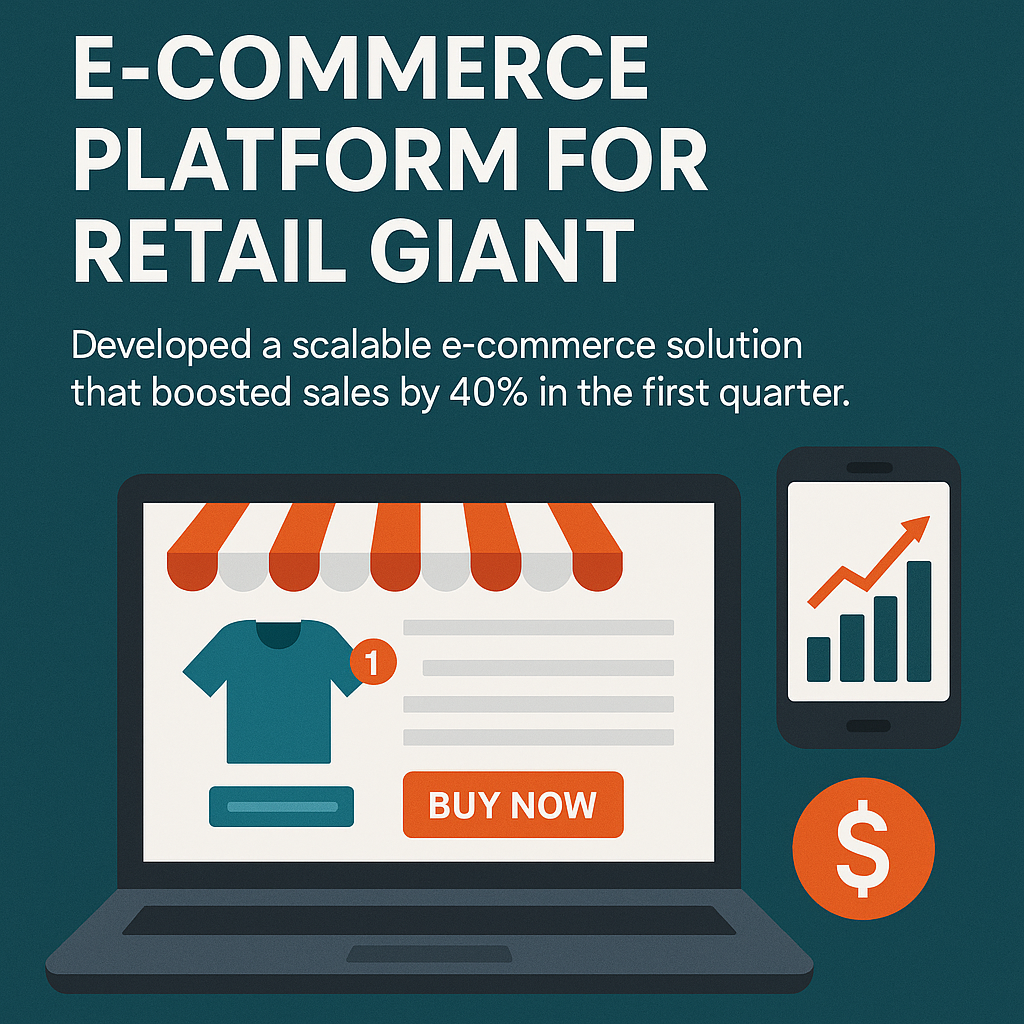 E-COMMERCE
PLATFORM FOR
RETAIL GIANT
Developed a scalable e-commerce solution
that boosted sales by 40% in the first quarter.
1
BUY NOW
$